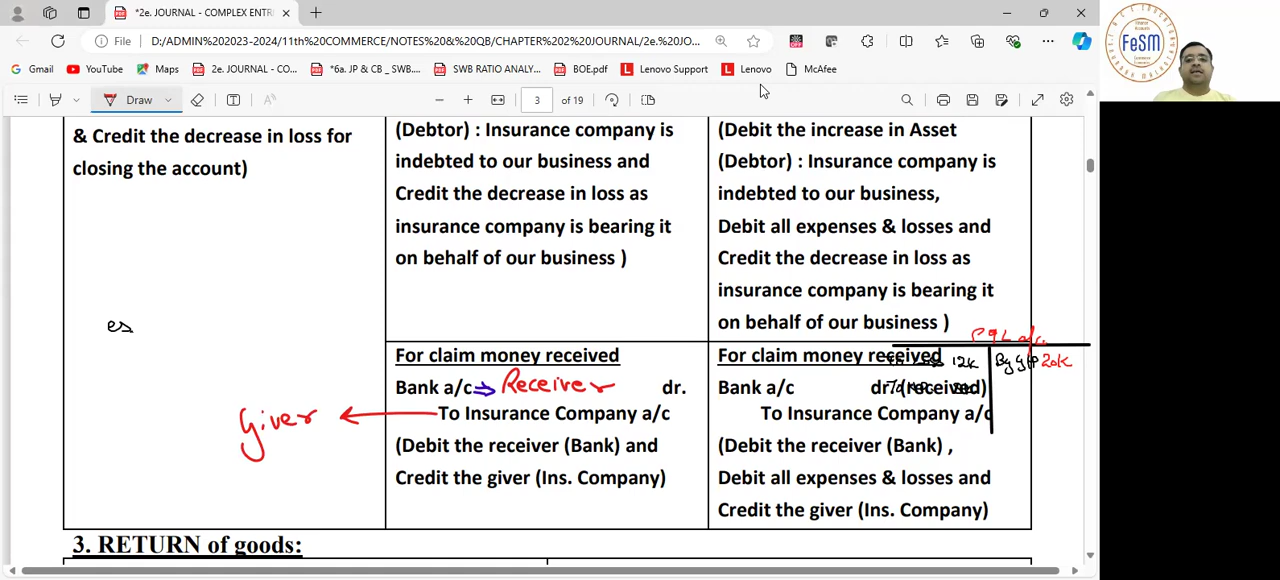 *2e. JOURNAL - COMPLEX ENTRI
File
D:/ADMIN%202023-2024/11th%20COMMERCE/NOTES%20 QB/CHAPTER%202%20JOURNAL/2e.%20JO...
Gmail YouTube Maps 2e. JOURNAL - CO... *6a. JP & CB _ SWB.... SWB RATIO ANALY... BOE.pdf Lenovo Support Lenovo McAfee
Draw 3 of 19
& Credit the decrease in loss for
closing the account)
es
Giver
(Debtor) : Insurance company is
indebted to our business and
Credit the decrease in loss as
insurance company is bearing it
on behalf of our business )
(Debit the increase in Asset
(Debtor) : Insurance company is
indebted to our business,
Debit all expenses & losses and
Credit the decrease in loss as
insurance company is bearing it
on behalf of our business )
For claim money received
Bank a/c Receiver dr.
To Insurance Company a/c
(Debit the receiver (Bank) and
Credit the giver (Ins. Company)
P&L a/c
12k By G/P 20k
For claim money received
Bank a/c dr (received)
To Insurance Company a/c
(Debit the receiver (Bank) ,
Debit all expenses & losses and
Credit the giver (Ins. Company)
3. RETURN of goods:
FeSM